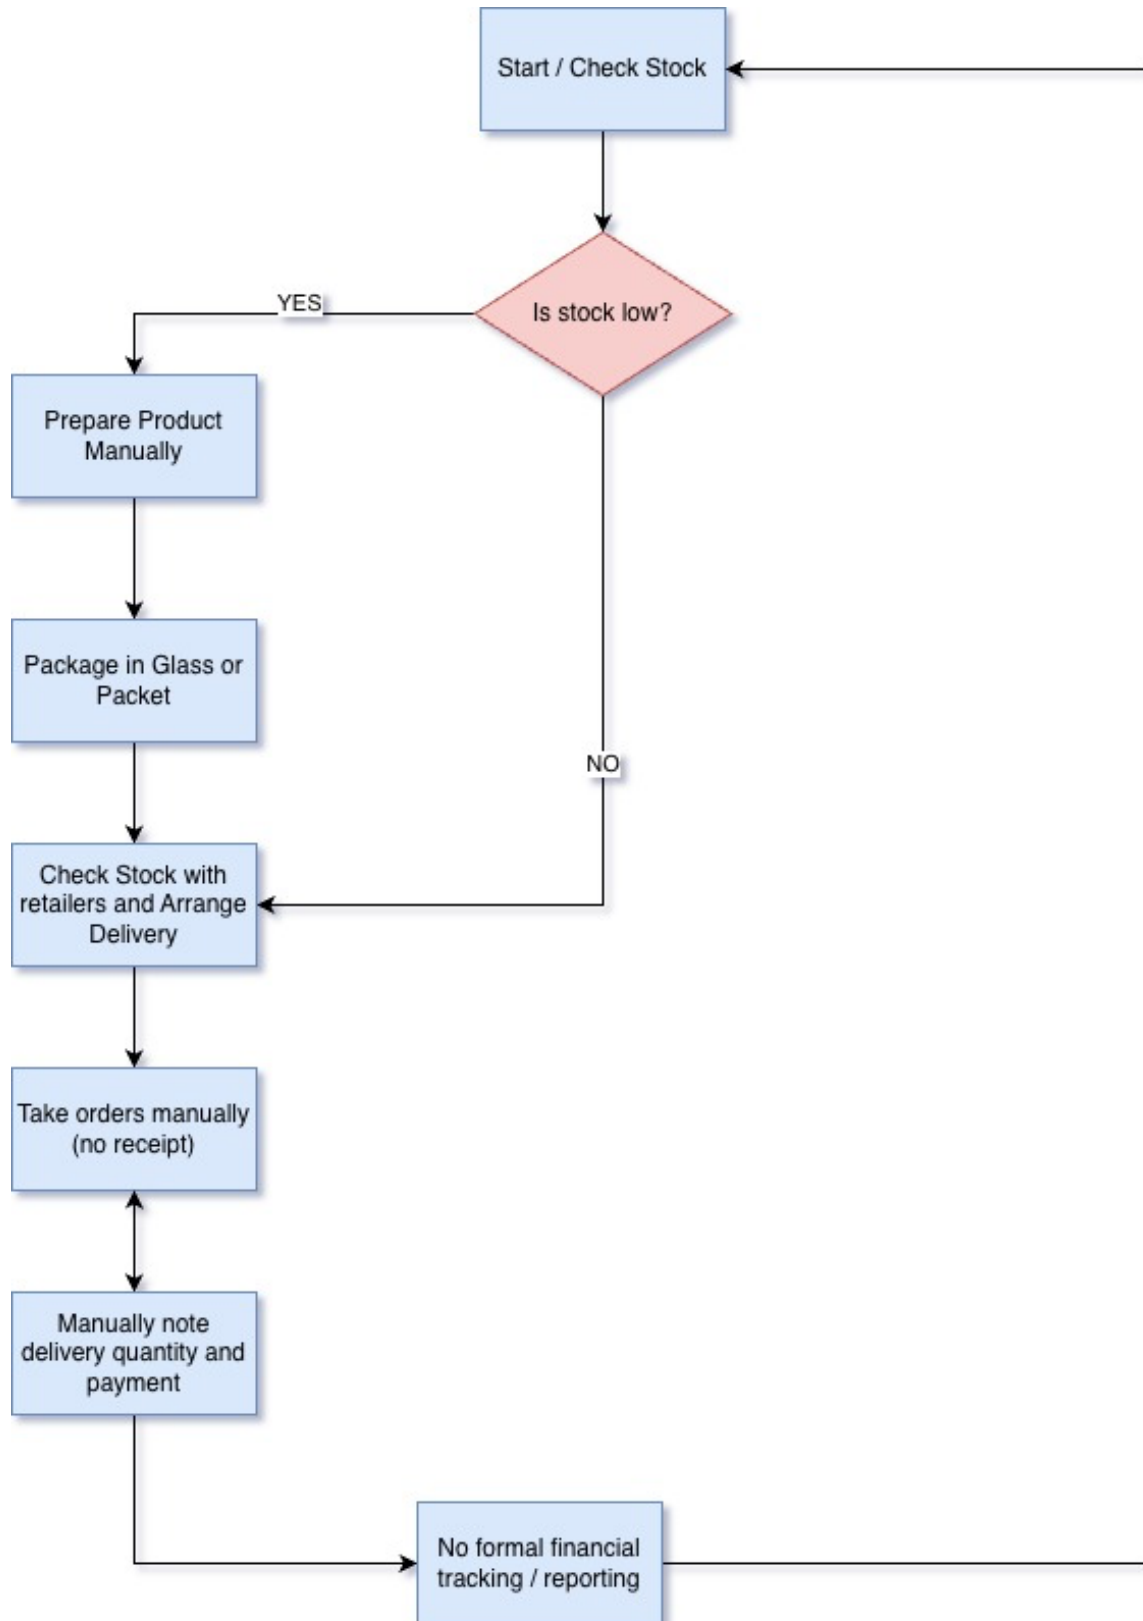 Start / Check Stock
Is stock low?
YES
Prepare Product
Manually
Package in Glass or
Packet
NO
Check Stock with
retailers and Arrange
Delivery
Take orders manually
(no receipt)
Manually note
delivery quantity and
payment
No formal financial
tracking / reporting